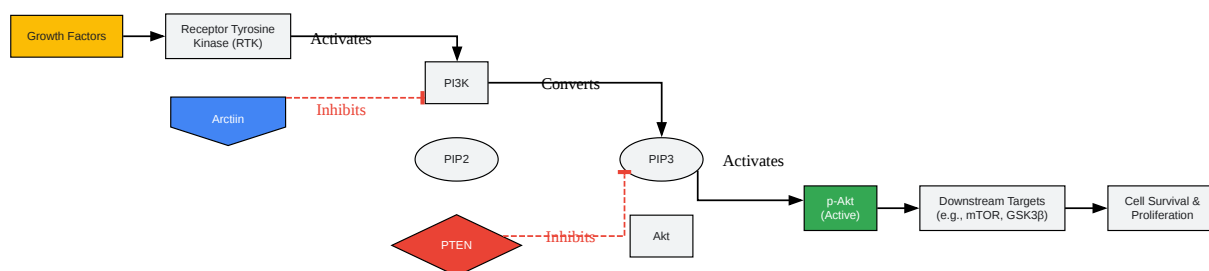 Growth Factors
Receptor Tyrosine
Kinase (RTK)
Activates
PI3K
Converts
Arctiin
Inhibits
PIP2
PIP3
Activates
p-Akt
(Active)
Downstream Targets
(e.g., mTOR, GSK3β)
Cell Survival &
Proliferation
PTEN
Inhibits
Akt